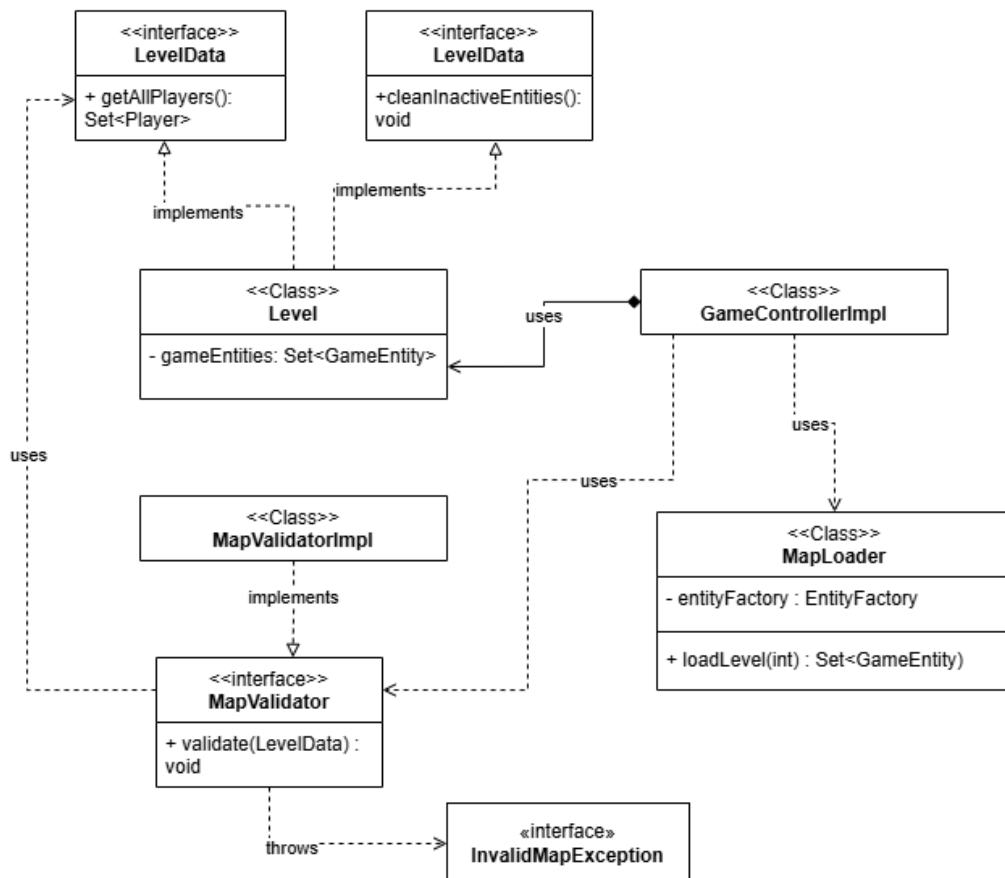 <<interface>>
LevelData
+ getAllPlayers():
Set<Player>
<<interface>>
LevelData
+cleanInactiveEntities():
void
implements
implements
<<Class>>
Level
- gameEntities: Set<GameEntity>
uses
<<Class>>
GameControllerImpl
uses
uses
uses
<<Class>>
MapValidatorImpl
implements
<<Class>>
MapLoader
- entityFactory : EntityFactory
+ loadLevel(int) : Set<GameEntity)
<<interface>>
MapValidator
+ validate(LevelData) :
void
throws
«interface»
InvalidMapException